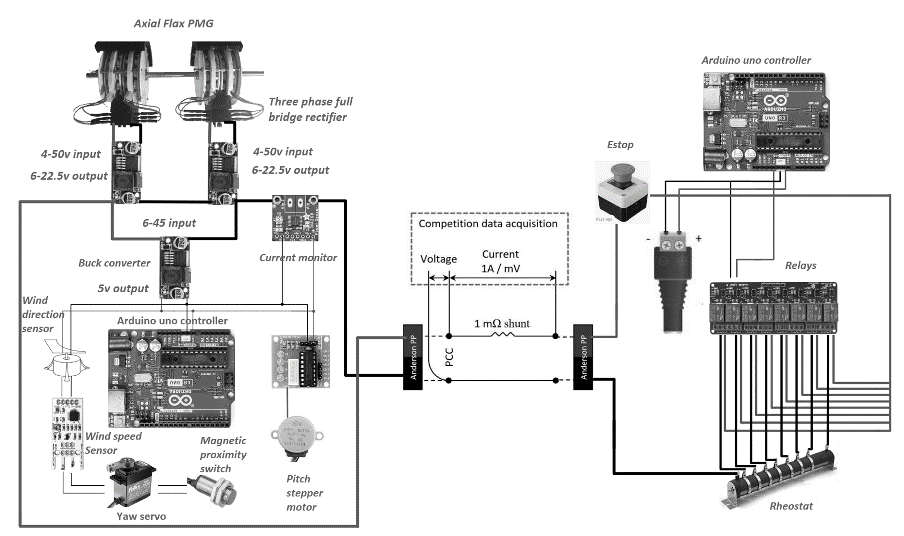 Axial Flax PMG
Three phase full
bridge rectifier
4-50v input
6-22.5v output
4-50v input
6-22.5v output
6-45 input
Buck converter
5v output
Current monitor
Wind
direction
sensor
Arduino uno controller
Wind speed
Sensor
Magnetic
proximity
switch
Yaw servo
Pitch
stepper
motor
Competition data acquisition
Voltage
Current
1A / mV
1 mΩ shunt
PCC
Anderson PP
Anderson PP
Estop
Arduino uno controller
- +
Relays
Rheostat